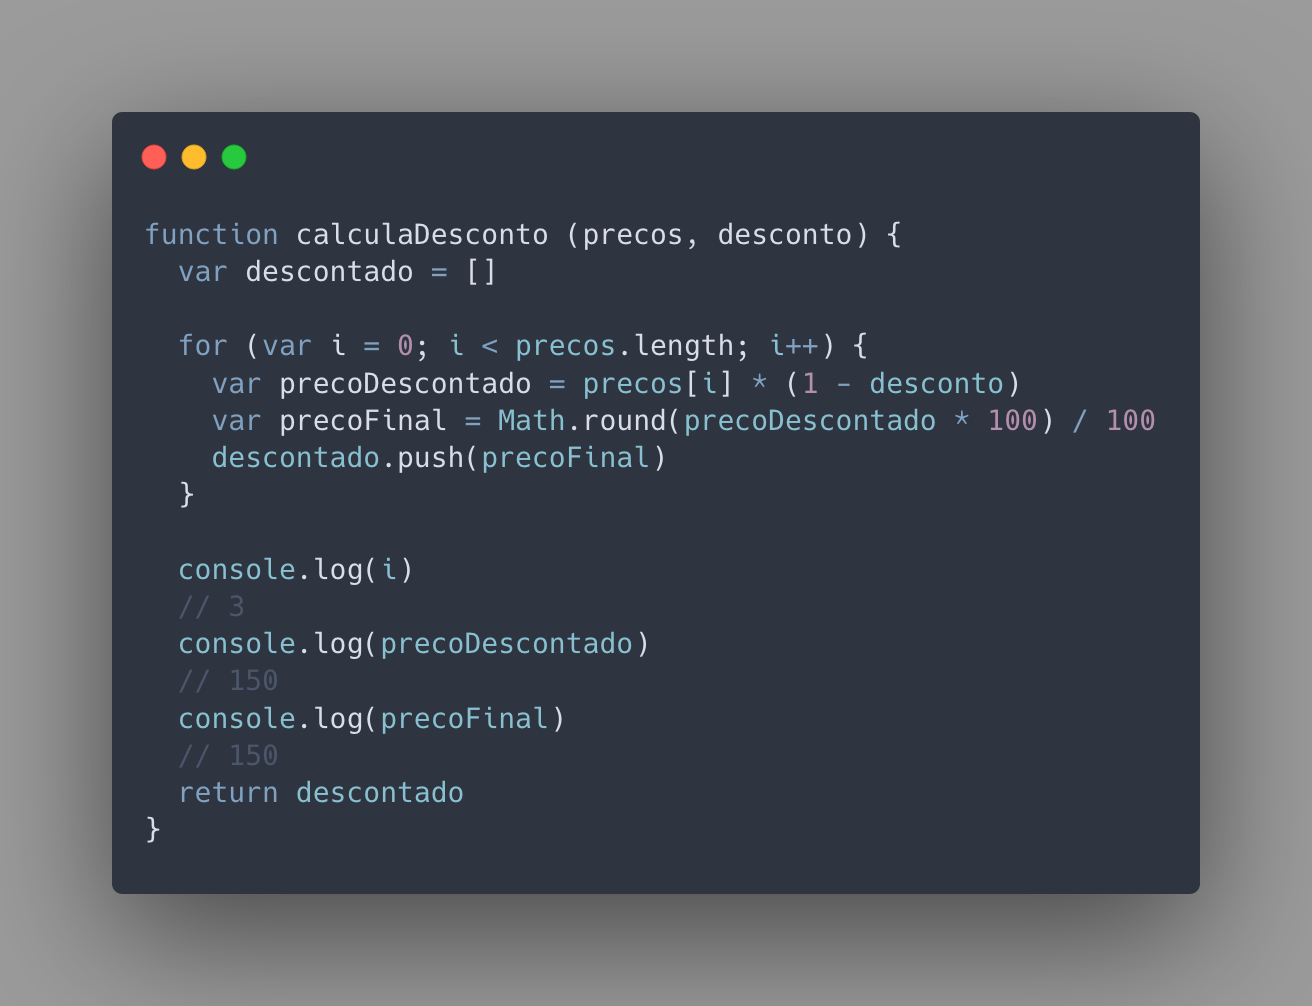 function calculaDesconto (precos, desconto) {
  var descontado = []

  for (var i = 0; i < precos.length; i++) {
    var precoDescontado = precos[i] * (1 - desconto)
    var precoFinal = Math.round(precoDescontado * 100) / 100
    descontado.push(precoFinal)
  }

  console.log(i)
  // 3
  console.log(precoDescontado)
  // 150
  console.log(precoFinal)
  // 150
  return descontado
}